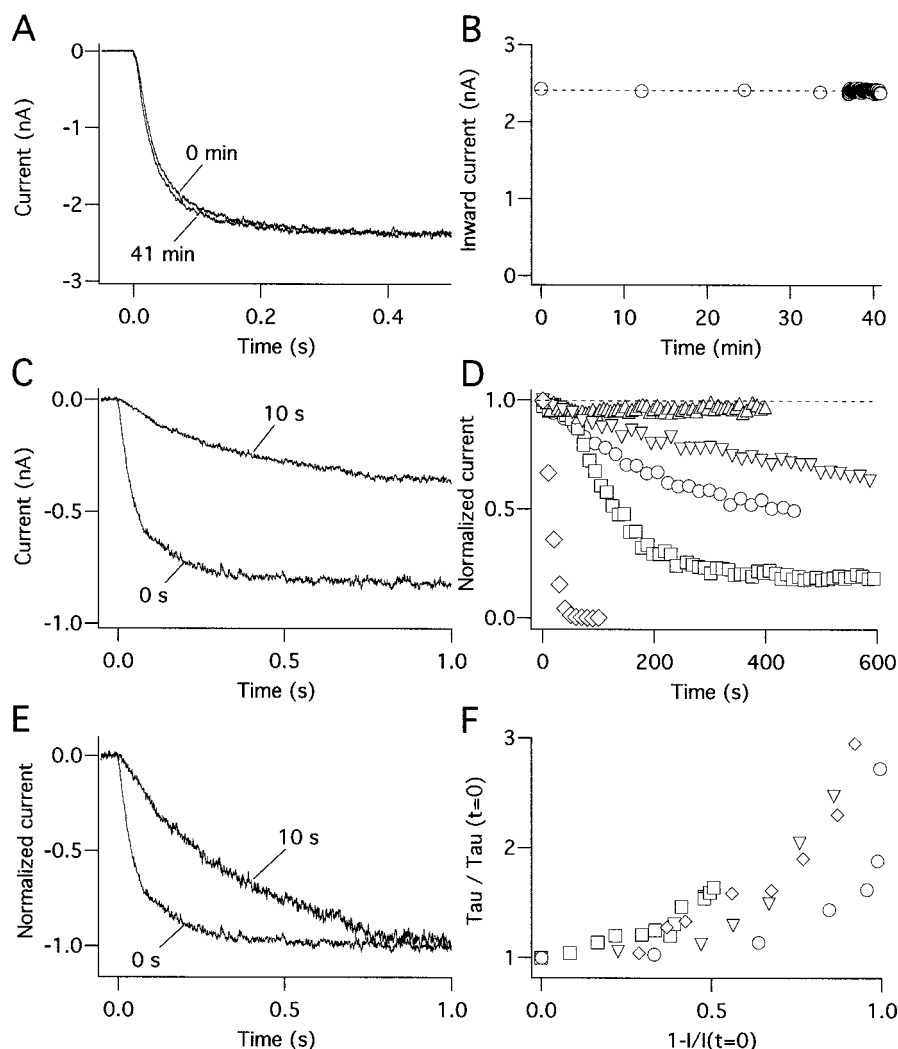 A
0
-1
-2
-3
Current (nA)
0 min
41 min
0.0
0.2
0.4
Time (s)
B
3
2
1
0
Inward current (nA)
0
10
20
30
40
Time (min)
C
0.0
-0.5
-1.0
Current (nA)
10 s
0 s
0.0
0.5
1.0
Time (s)
D
1.0
0.5
0.0
Normalized current
0
200
400
600
Time (s)
E
0.0
-0.5
-1.0
Normalized current
10 s
0 s
0.0
0.5
1.0
Time (s)
F
3
2
1
Tau / Tau (t=0)
0.0
0.5
1.0
1-I/I(t=0)